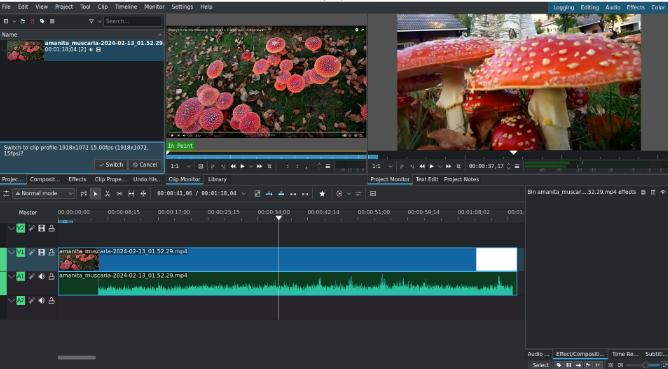 File Edit View Project Tool Clip Timeline Monitor Settings Help
Logging Editing Audio Effects Color
Search...
Name
amanita_muscaria-2024-02-13_01.52.29.
00:01:18,04 [2]
Switch to clip profile 1918x1072 15.00fps (1918x1072,
15fps)?
Switch Cancel
In Point
1:1
1:1 00:00:37,17
Projec... Composit... Effects Clip Prope... Undo His...
Clip Monitor Library
Project Monitor Text Edit Project Notes
Normal mode 00:00:41,06 / 00:01:18,04
Bin amanita_muscar....52.29.mp4 effects
Master 00:00:00,00 00:00:08,15 00:00:17,00 00:00:25,15 00:00:34,00 00:00:42,14 00:00:51,00 00:00:59,14 00:01:08,02 00:01
V2
V1 amanita_muscaria-2024-02-13_01.52.29.mp4
A1 amanita_muscaria-2024-02-13_01.52.29.mp4
A2
Audio ... Effect/Compositi... Time Re... Subtitl...
Select